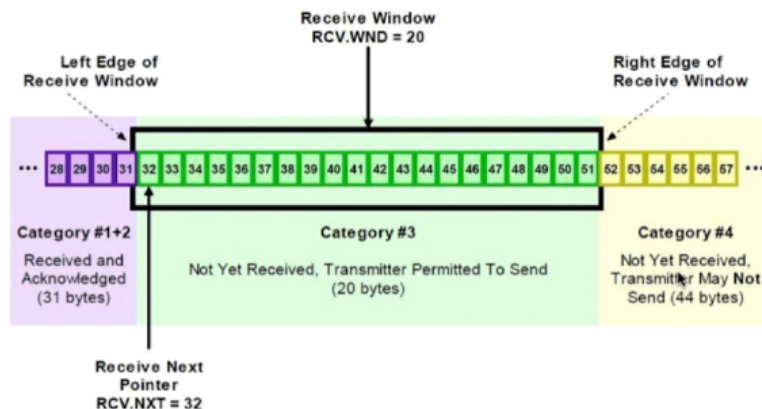 Receive Window
RCV.WND = 20
Left Edge of
Receive Window
Right Edge of
Receive Window
... 28 29 30 31 32 33 34 35 36 37 38 39 40 41 42 43 44 45 46 47 48 49 50 51 52 53 54 55 56 57 ...
Category #1+2
Received and
Acknowledged
(31 bytes)
Category #3
Not Yet Received, Transmitter Permitted To Send
(20 bytes)
Category #4
Not Yet Received,
Transmitter May Not
Send (44 bytes)
Receive Next
Pointer
RCV.NXT = 32